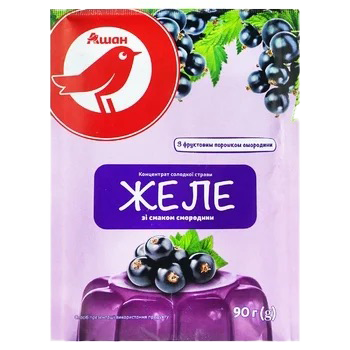 Ашан
З фруктовим порошком смородини
Концентрат солодкої страви
ЖЕЛЕ
зі смаком смородини
90 г (g)